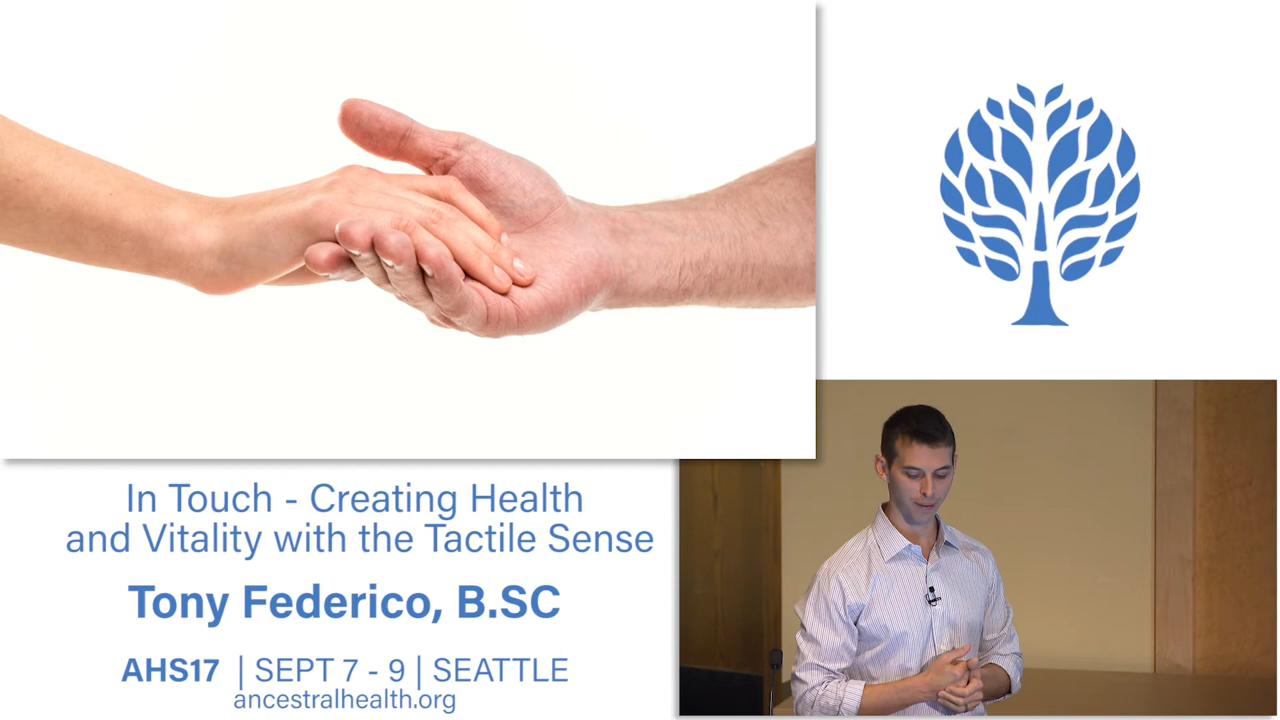 In Touch - Creating Health
and Vitality with the Tactile Sense
Tony Federico, B.SC
AHS17 | SEPT 7 - 9 | SEATTLE
ancestralhealth.org